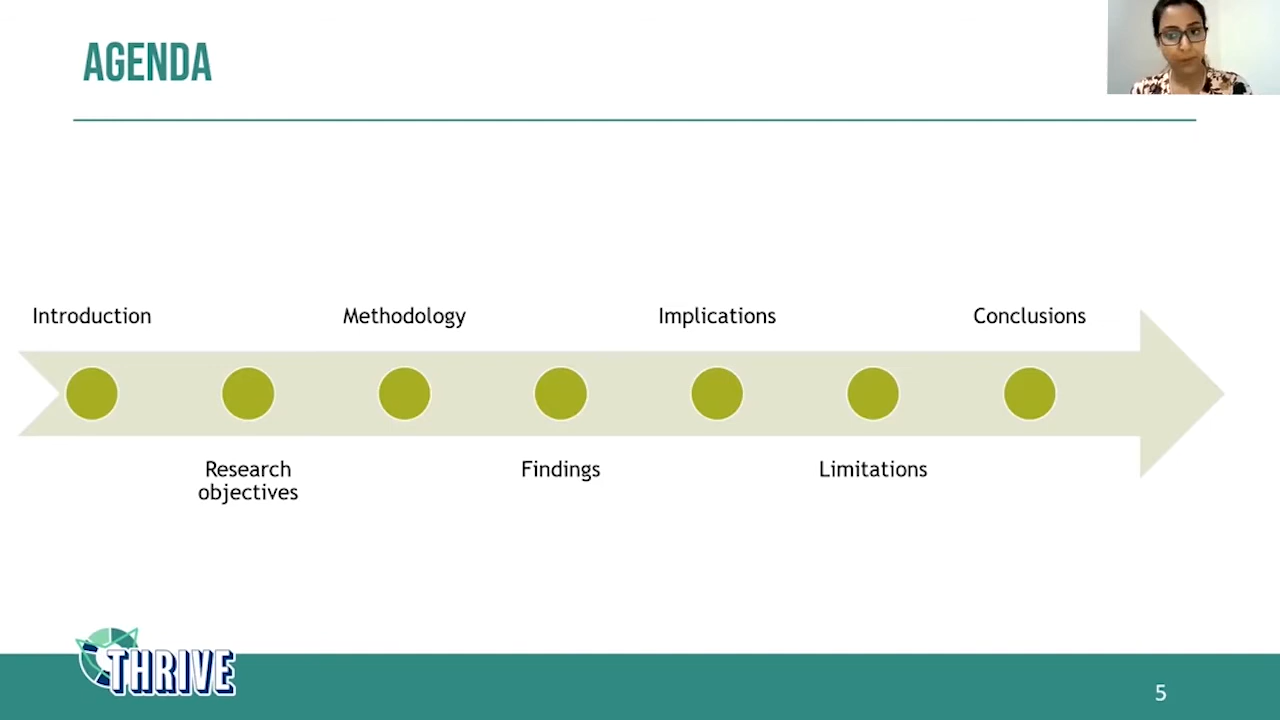 AGENDA
Introduction
Methodology
Implications
Conclusions
Research
objectives
Findings
Limitations
THRIVE
5